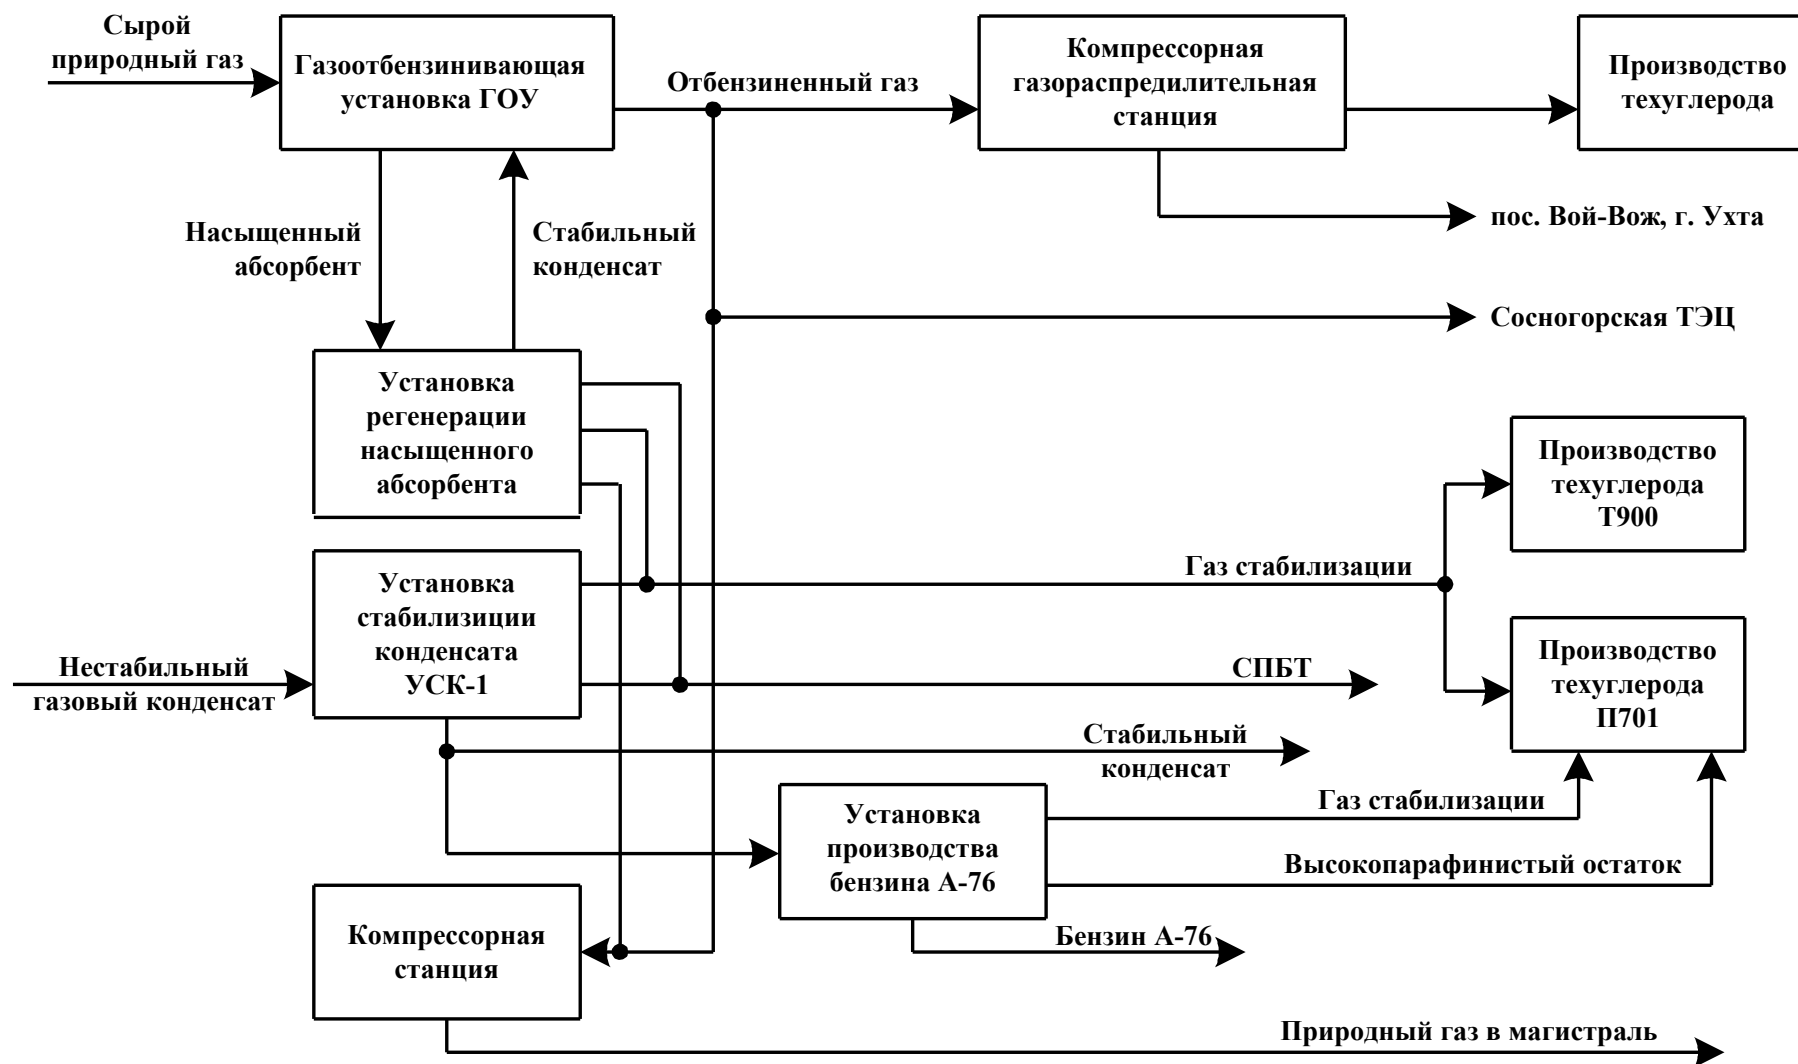 Сырой
природный газ
Газоотбензинивающая
установка ГОУ
Отбензиненный газ
Компрессорная
газораспредилительная
станция
Производство
техуглерода
Насыщенный
абсорбент
Стабильный
конденсат
пос. Вой-Вож, г. Ухта
Сосногорская ТЭЦ
Установка
регенерации
насыщенного
абсорбента
Производство
техуглерода
Т900
Газ стабилизации
Установка
стабилизиции
конденсата
УСК-1
Нестабильный
газовый конденсат
СПБТ
Производство
техуглерода
П701
Стабильный
конденсат
Установка
производства
бензина А-76
Газ стабилизации
Высокопарафинистый остаток
Бензин А-76
Компрессорная
станция
Природный газ в магистраль